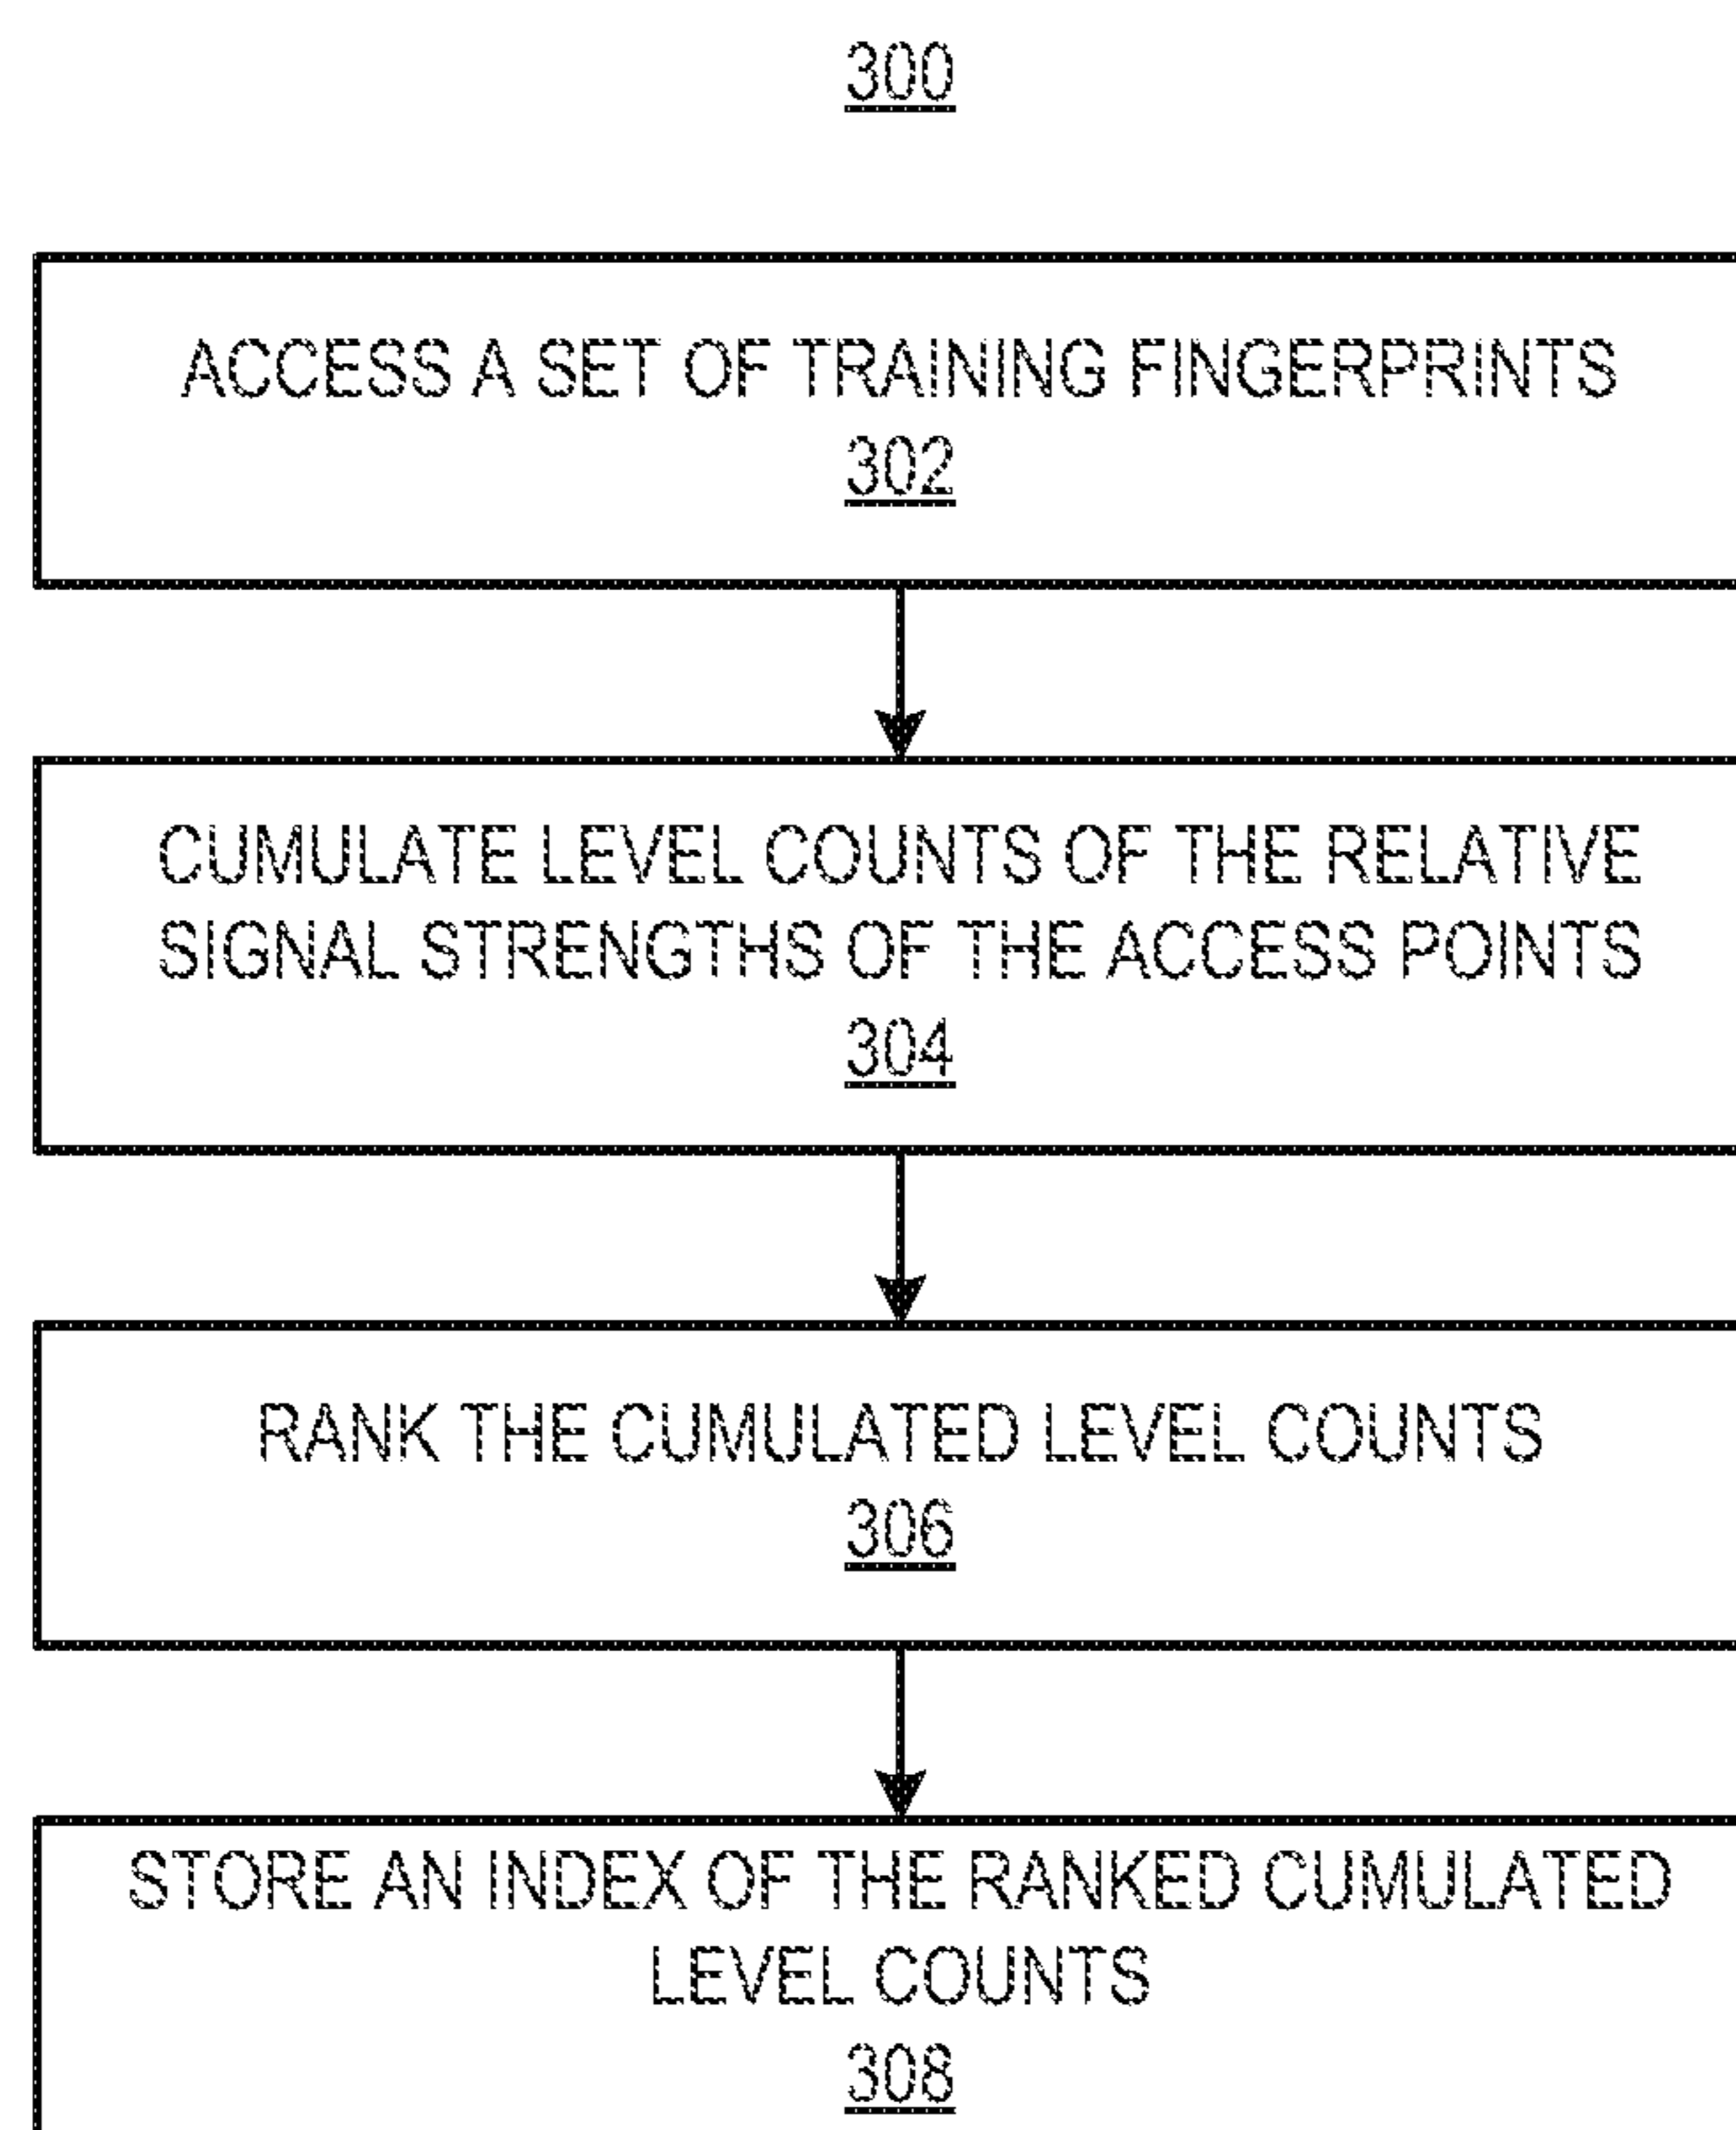 300
ACCESS A SET OF TRAINING FINGERPRINTS
302
CUMULATE LEVEL COUNTS OF THE RELATIVE
SIGNAL STRENGTHS OF THE ACCESS POINTS
304
RANK THE CUMULATED LEVEL COUNTS
306
STORE AN INDEX OF THE RANKED CUMULATED
LEVEL COUNTS
308